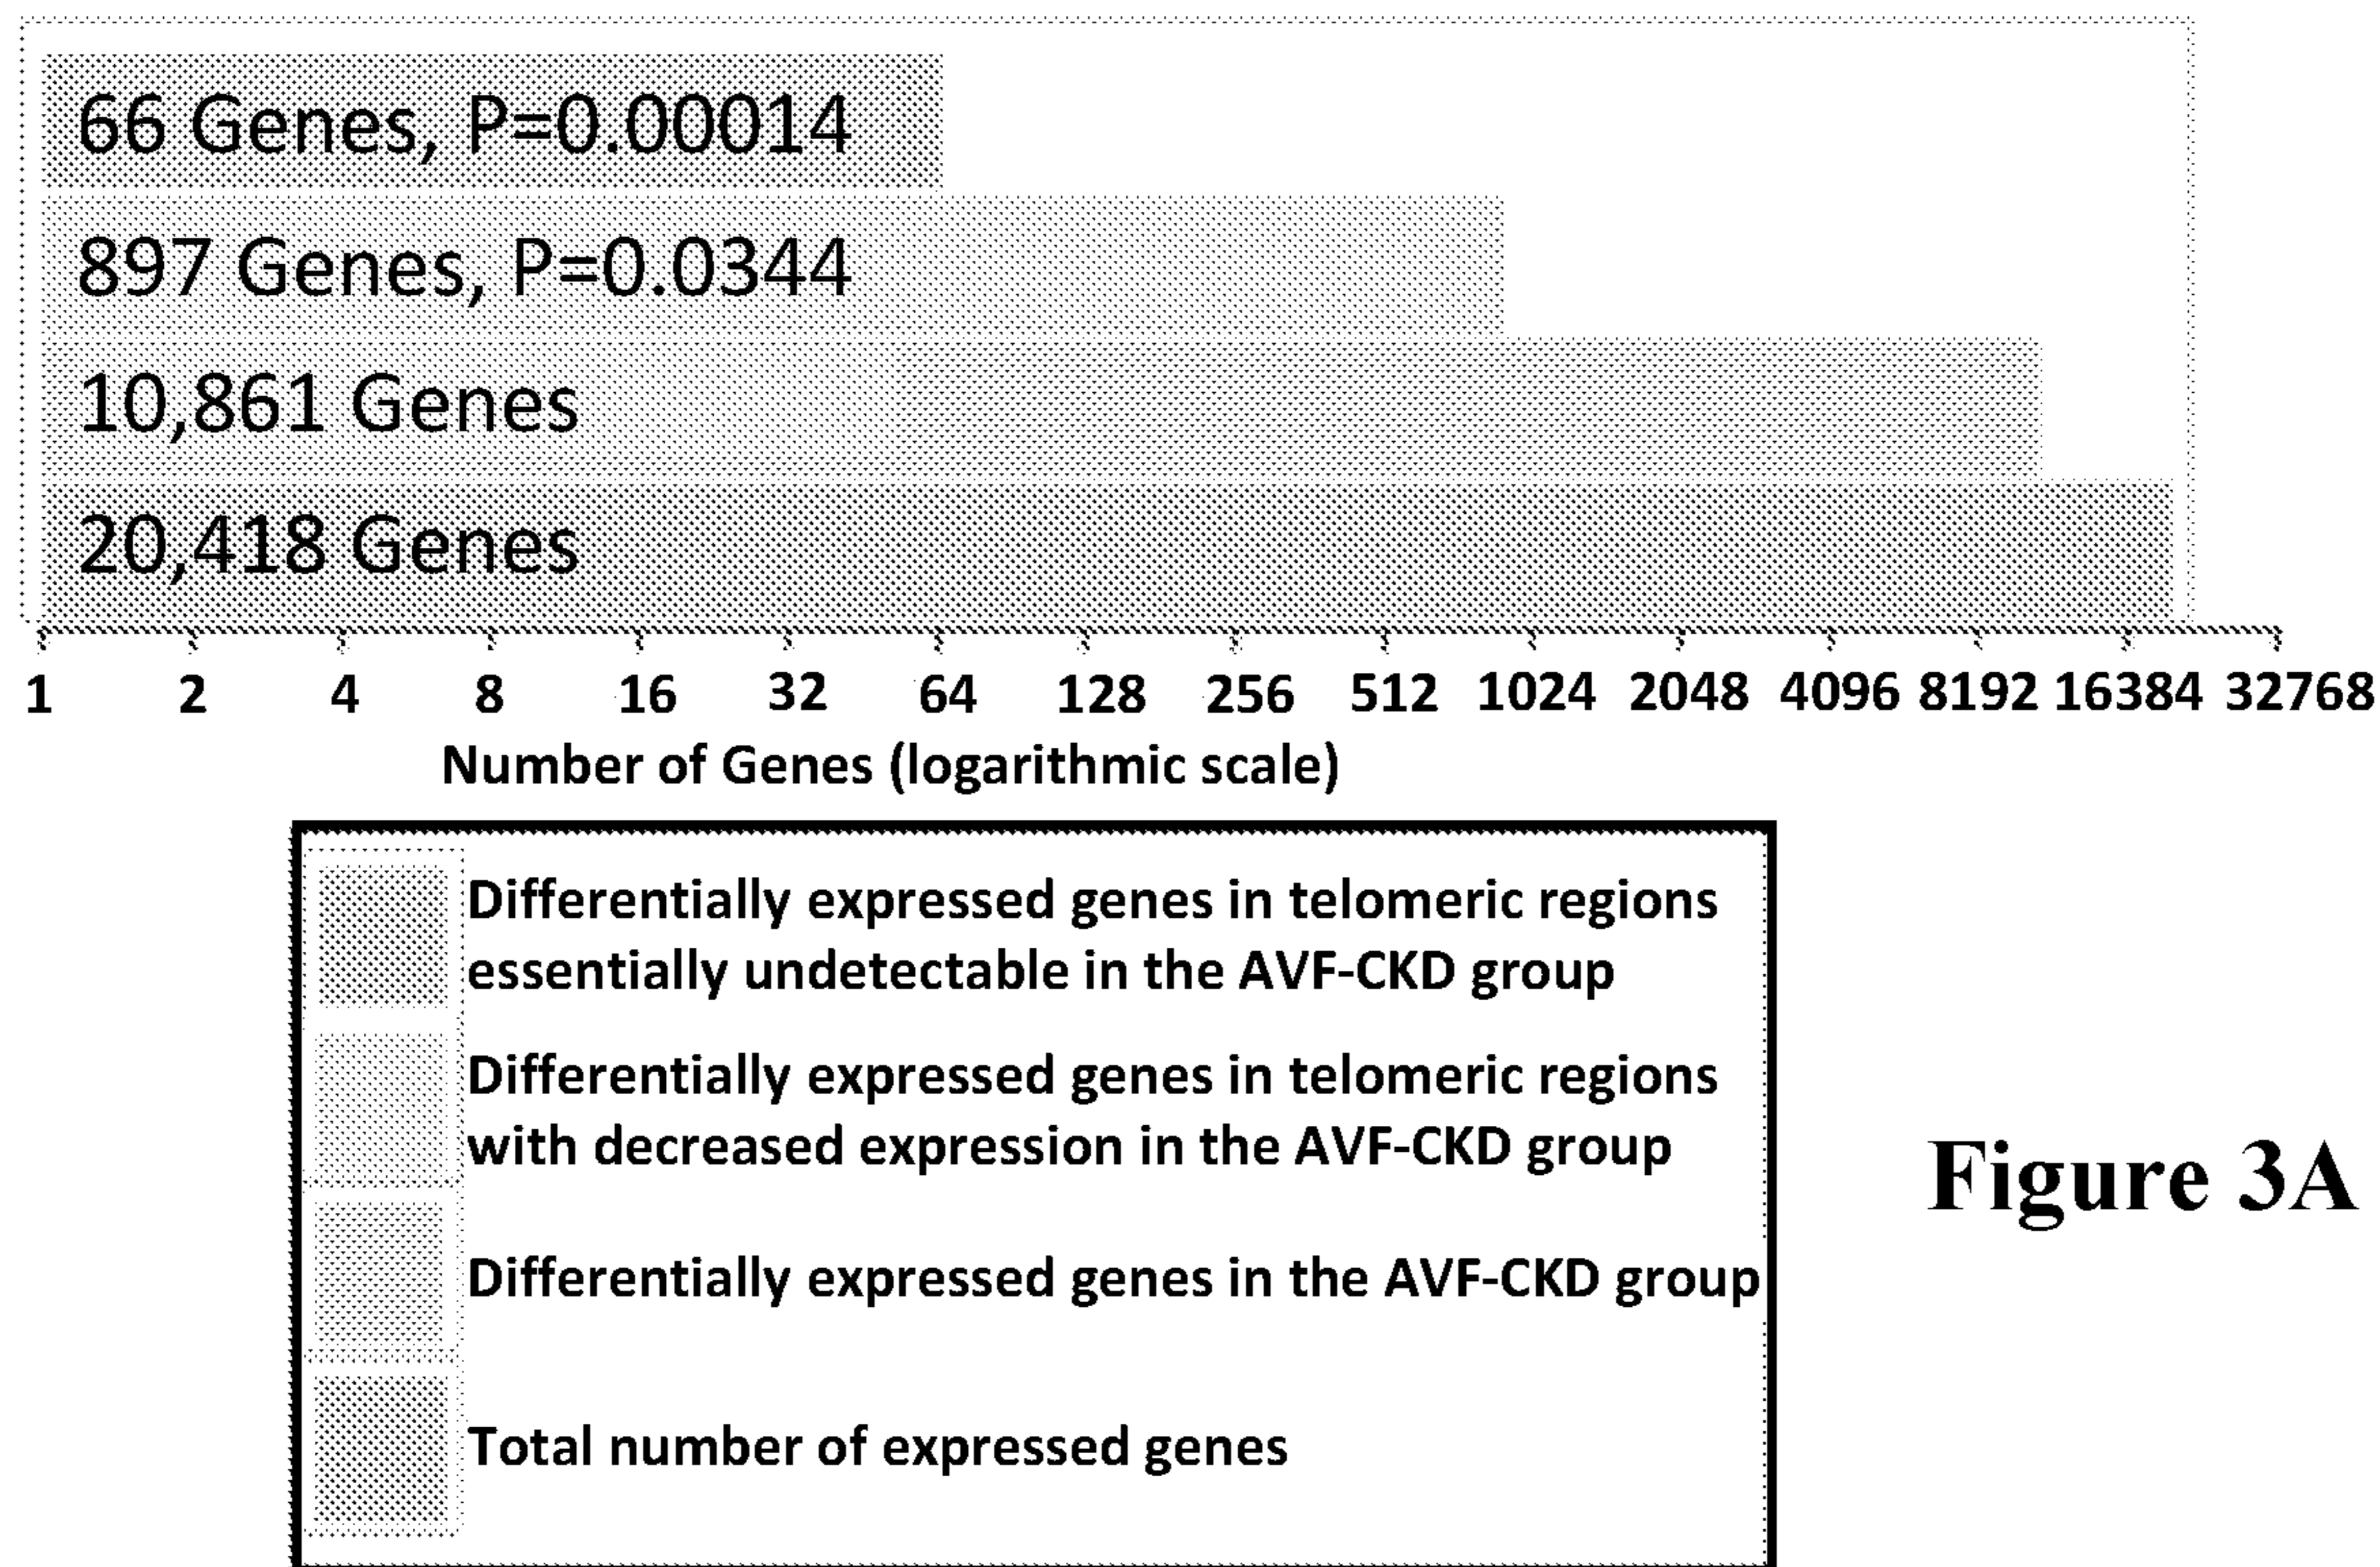 66 Genes, P=0.00014
897 Genes, P=0.0344
10,861 Genes
20,418 Genes
1 2 4 8 16 32 64 128 256 512 1024 2048 4096 8192 16384 32768
Number of Genes (logarithmic scale)
Differentially expressed genes in telomeric regions
essentially undetectable in the AVF-CKD group
Differentially expressed genes in telomeric regions
with decreased expression in the AVF-CKD group
Differentially expressed genes in the AVF-CKD group
Total number of expressed genes
Figure 3A